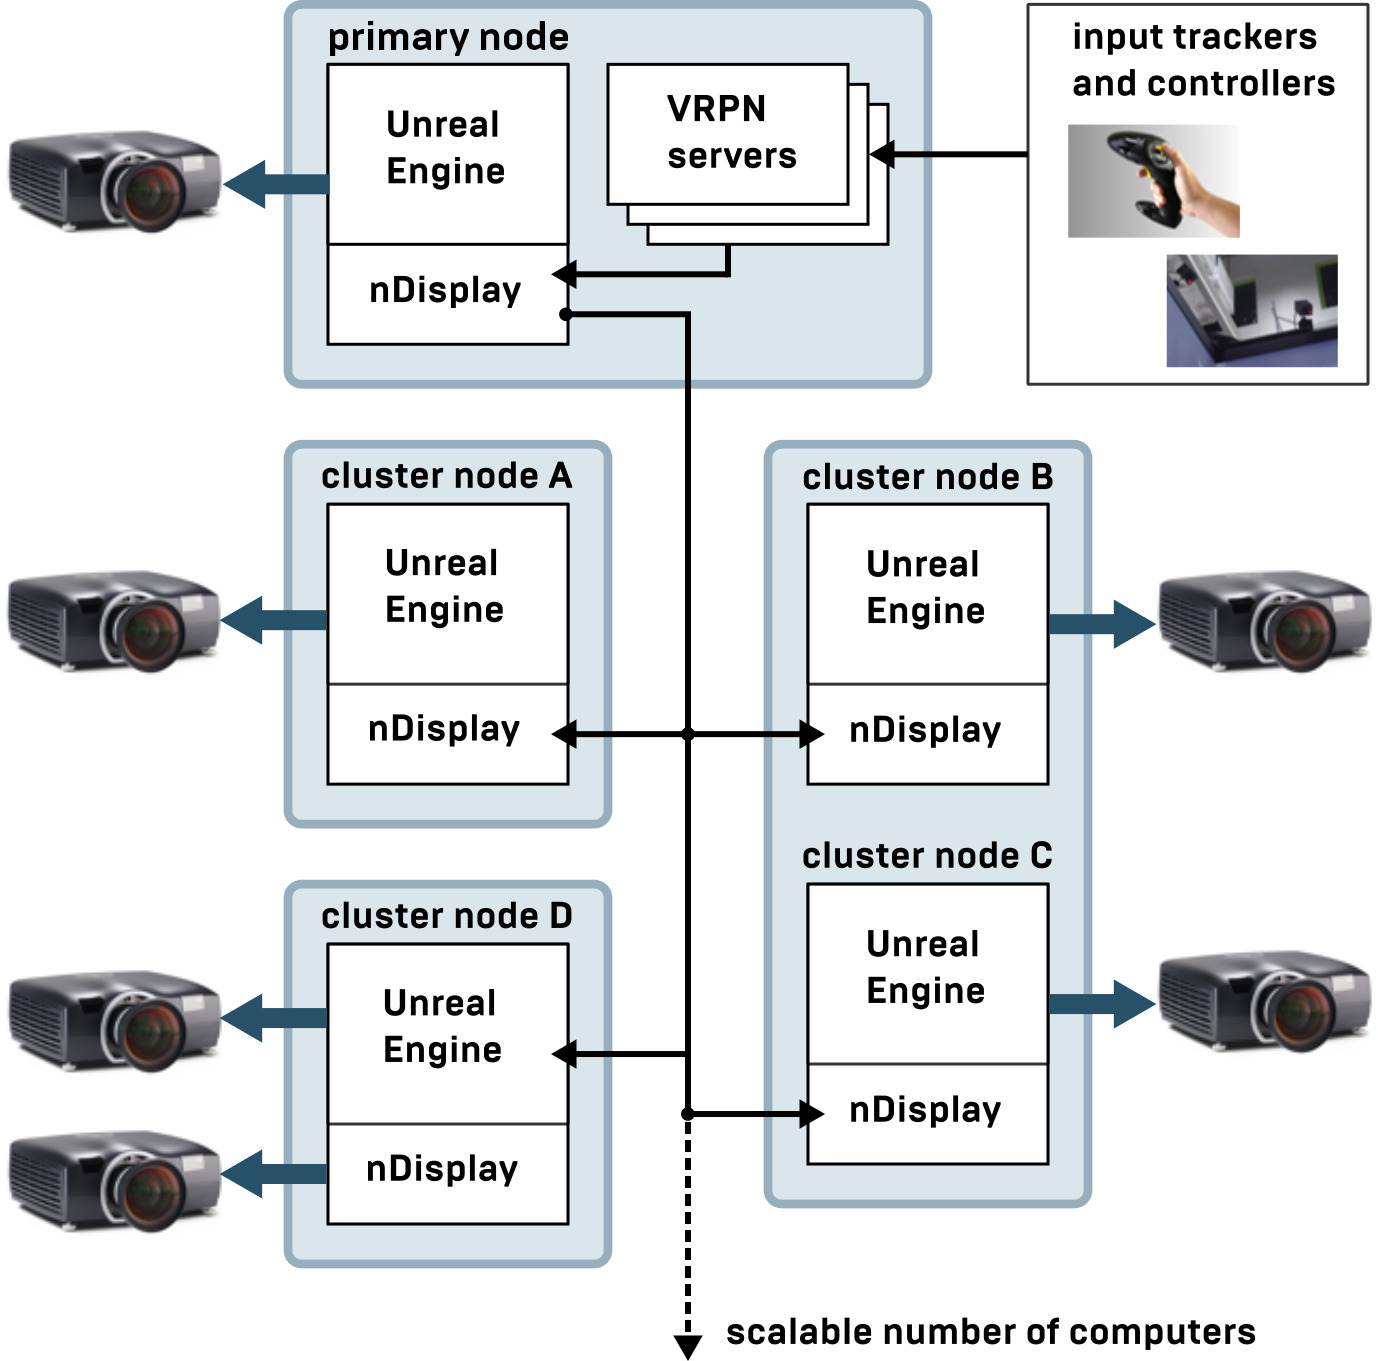 primary node
Unreal
Engine
nDisplay
VRPN
servers
input trackers
and controllers
cluster node A
Unreal
Engine
nDisplay
cluster node B
Unreal
Engine
nDisplay
cluster node D
Unreal
Engine
nDisplay
cluster node C
Unreal
Engine
nDisplay
scalable number of computers